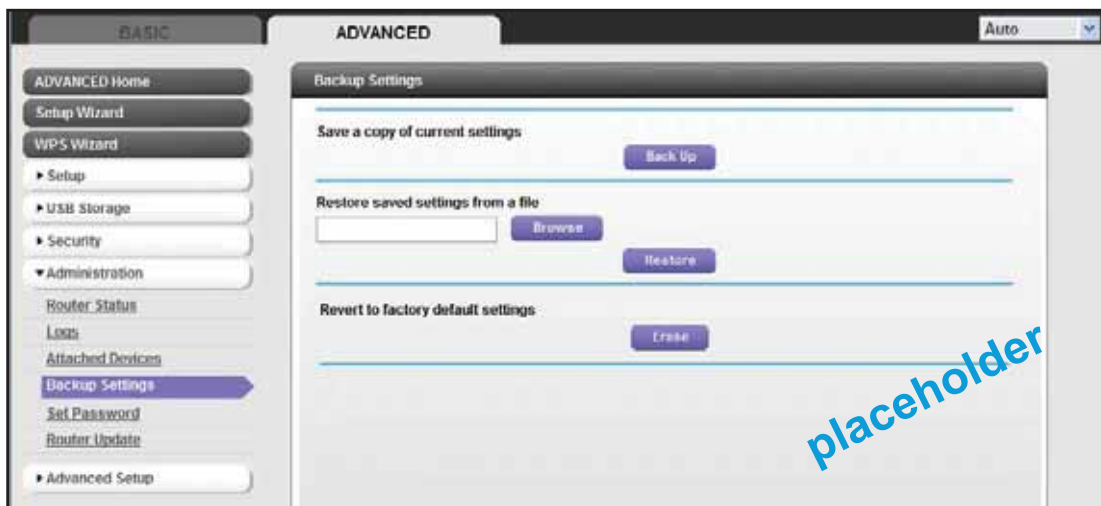 BASIC
ADVANCED
Auto
ADVANCED Home
Setup Wizard
WPS Wizard
Setup
USB Storage
Security
Administration
Router Status
Logs
Attached Devices
Backup Settings
Set Password
Router Update
Advanced Setup
Backup Settings
Save a copy of current settings
Back Up
Restore saved settings from a file
Browse
Restore
Revert to factory default settings
Erase
placeholder